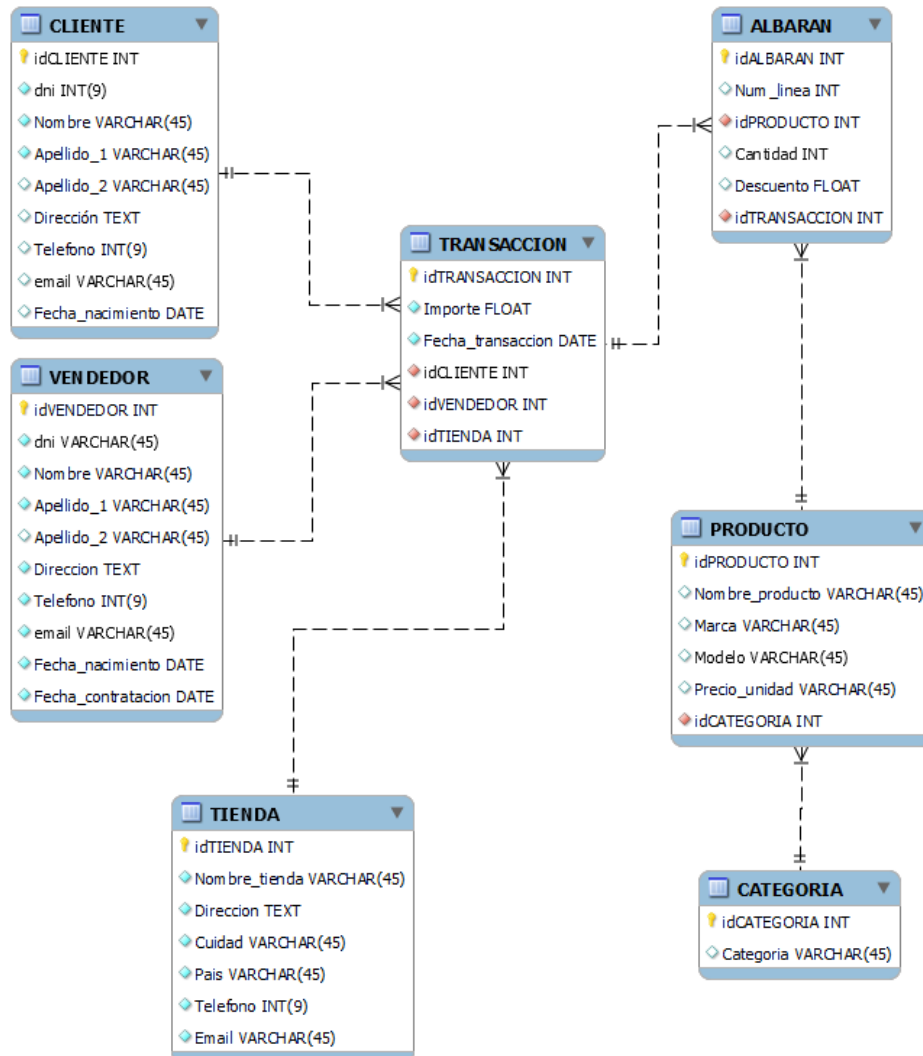 CLIENTE
idCLIENTE INT
dni INT(9)
Nombre VARCHAR(45)
Apellido_1 VARCHAR(45)
Apellido_2 VARCHAR(45)
Dirección TEXT
Telefono INT(9)
email VARCHAR(45)
Fecha_nacimiento DATE
VENDEDOR
idVENDEDOR INT
dni VARCHAR(45)
Nombre VARCHAR(45)
Apellido_1 VARCHAR(45)
Apellido_2 VARCHAR(45)
Direccion TEXT
Telefono INT(9)
email VARCHAR(45)
Fecha_nacimiento DATE
Fecha_contratacion DATE
TRANSACCION
idTRANSACCION INT
Importe FLOAT
Fecha_transaccion DATE
idCLIENTE INT
idVENDEDOR INT
idTIENDA INT
TIENDA
idTIENDA INT
Nombre_tienda VARCHAR(45)
Direccion TEXT
Cuidad VARCHAR(45)
Pais VARCHAR(45)
Telefono INT(9)
Email VARCHAR(45)
ALBARAN
idALBARAN INT
Num_linea INT
idPRODUCTO INT
Cantidad INT
Descuento FLOAT
idTRANSACCION INT
PRODUCTO
idPRODUCTO INT
Nombre_producto VARCHAR(45)
Marca VARCHAR(45)
Modelo VARCHAR(45)
Precio_unidad VARCHAR(45)
idCATEGORIA INT
CATEGORIA
idCATEGORIA INT
Categoria VARCHAR(45)